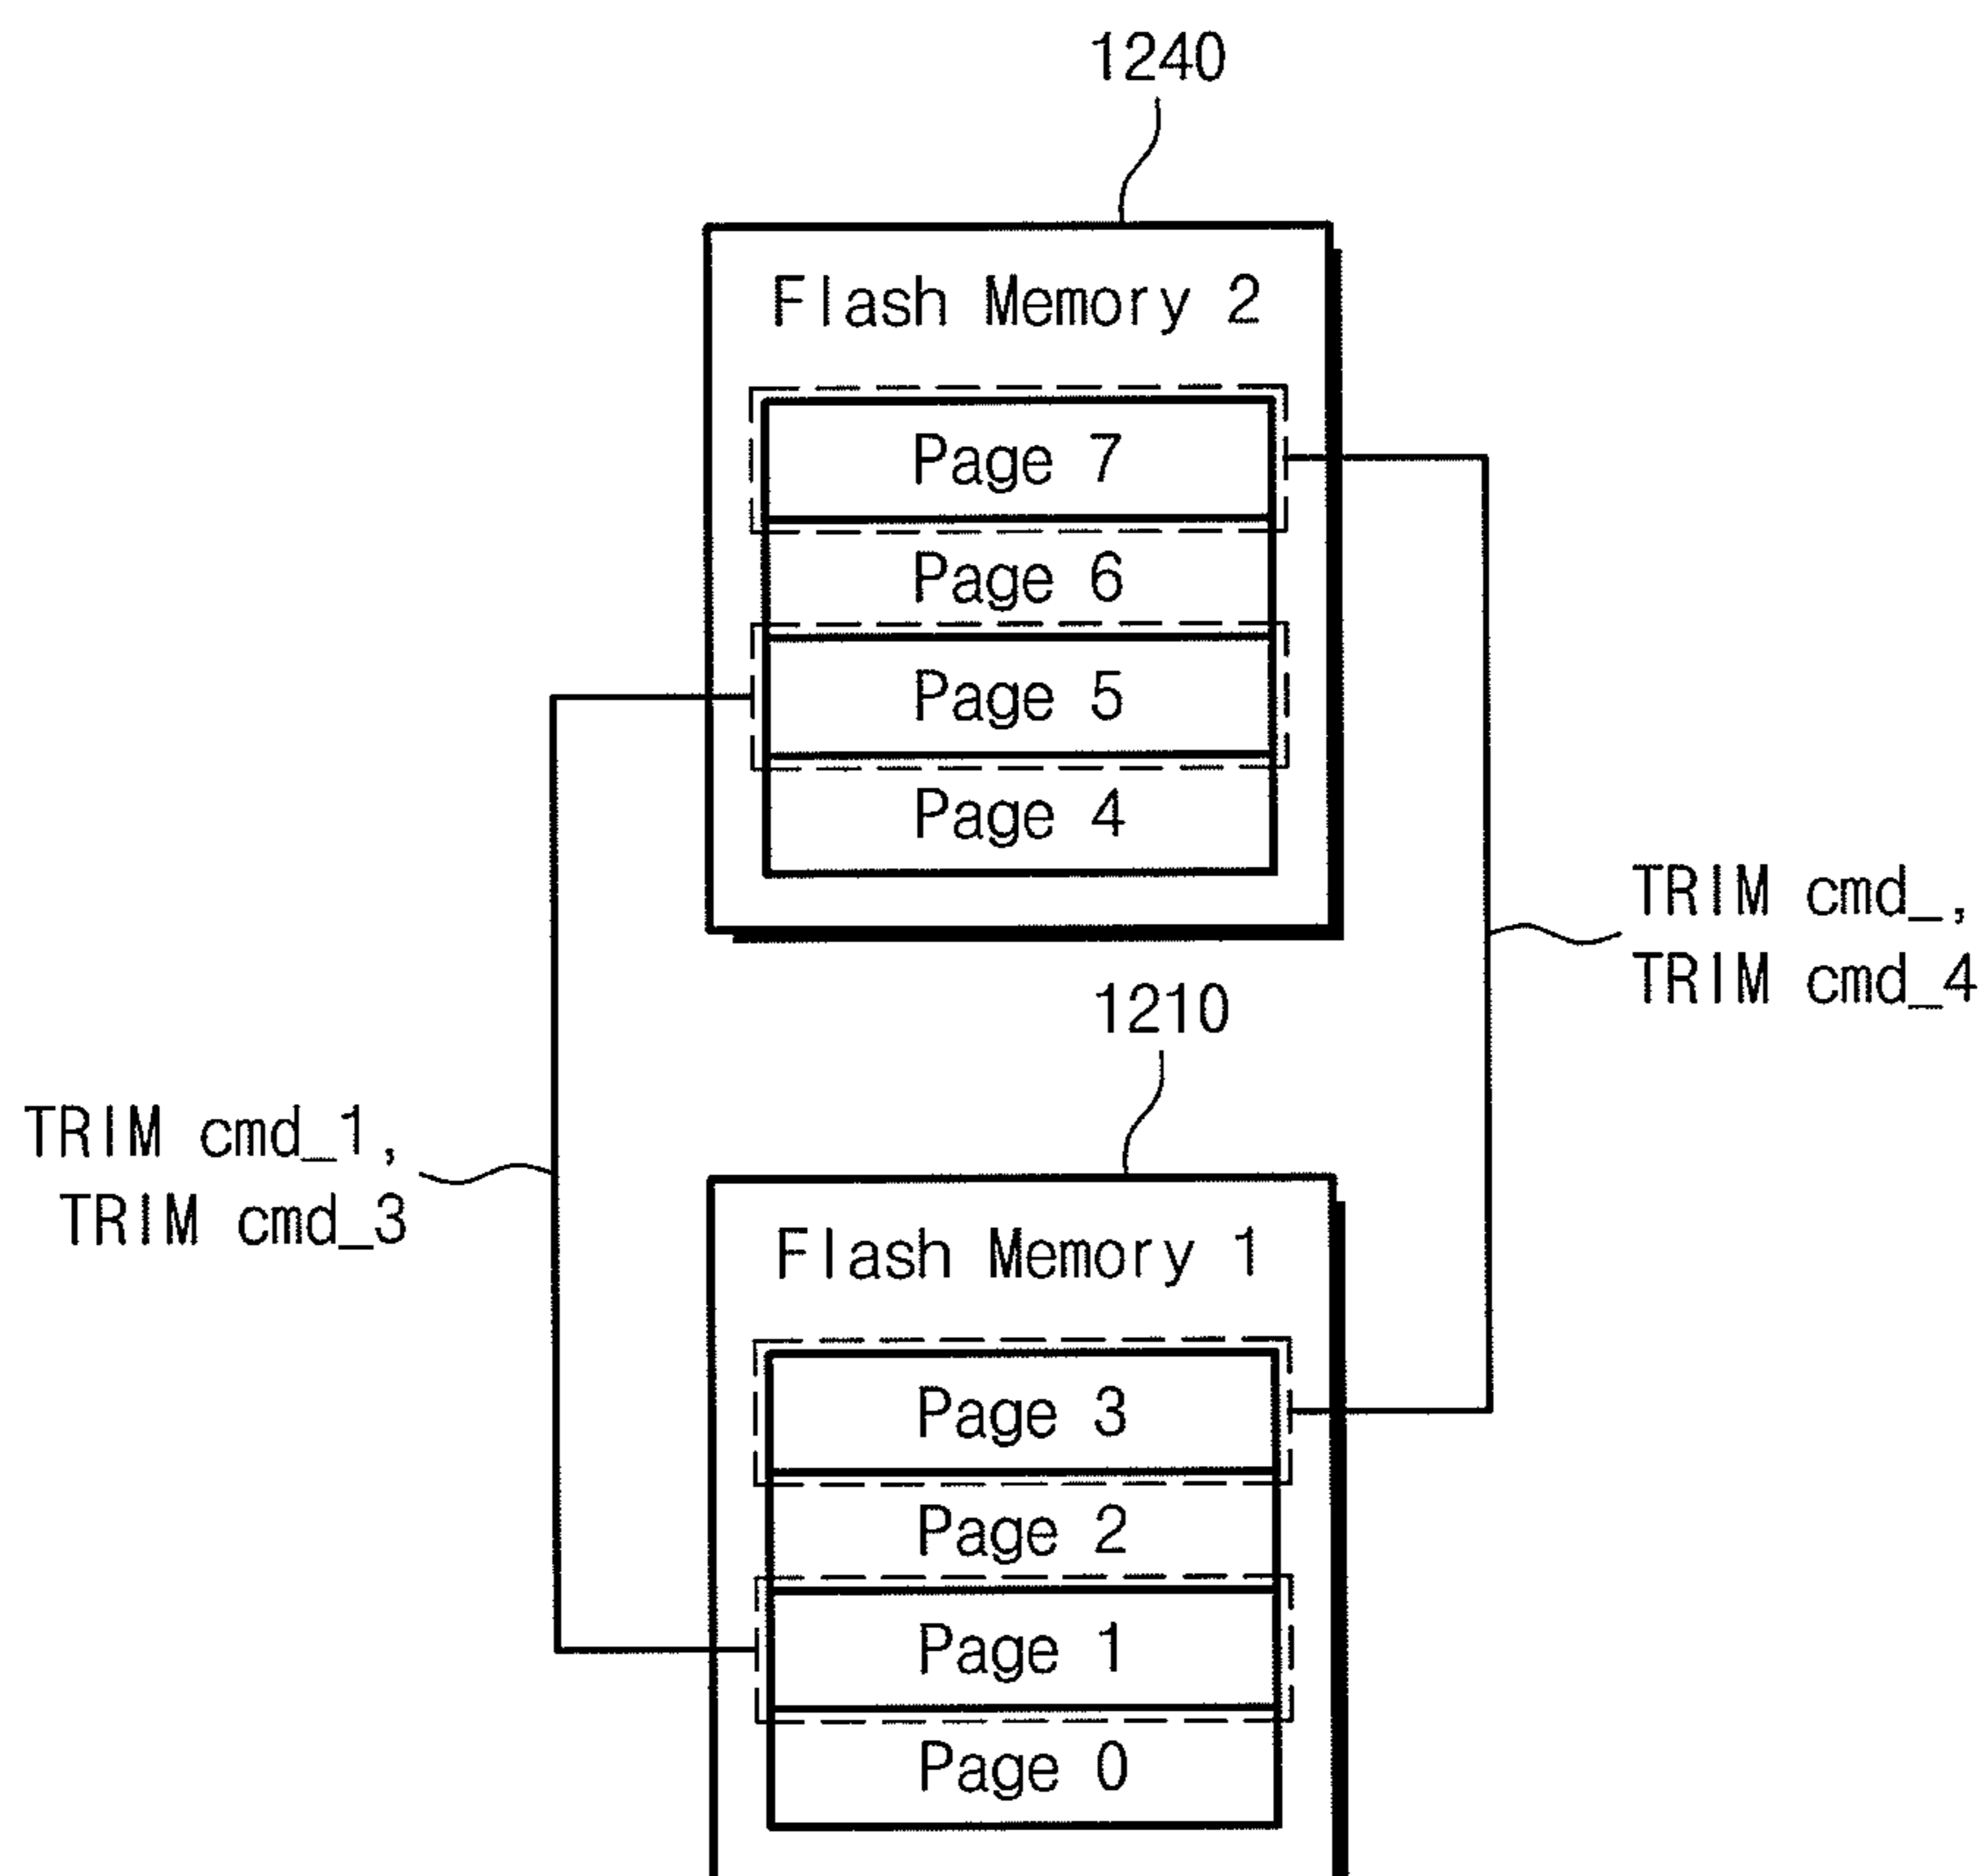 1240
Flash Memory 2
Page 7
Page 6
Page 5
Page 4
TRIM cmd_,
TRIM cmd_4
1210
TRIM cmd_1,
TRIM cmd_3
Flash Memory 1
Page 3
Page 2
Page 1
Page 0